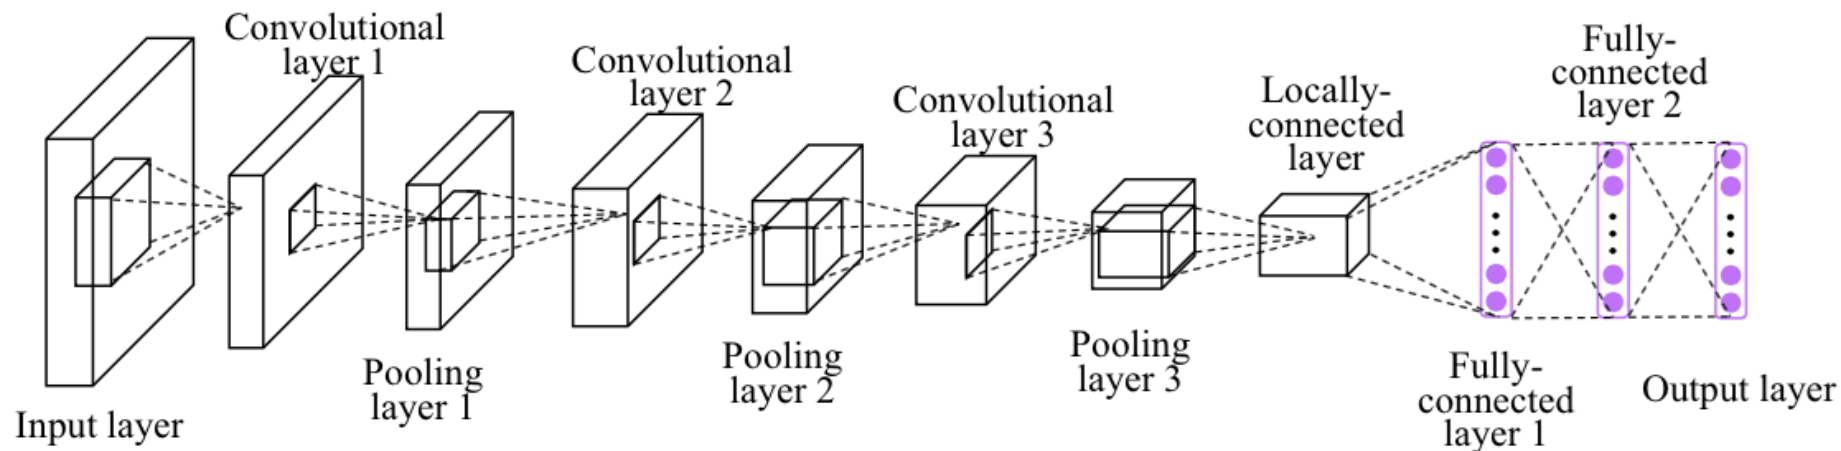 Input layer
Convolutional
layer 1
Pooling
layer 1
Convolutional
layer 2
Pooling
layer 2
Convolutional
layer 3
Pooling
layer 3
Locally-
connected
layer
Fully-
connected
layer 1
Fully-
connected
layer 2
Output layer